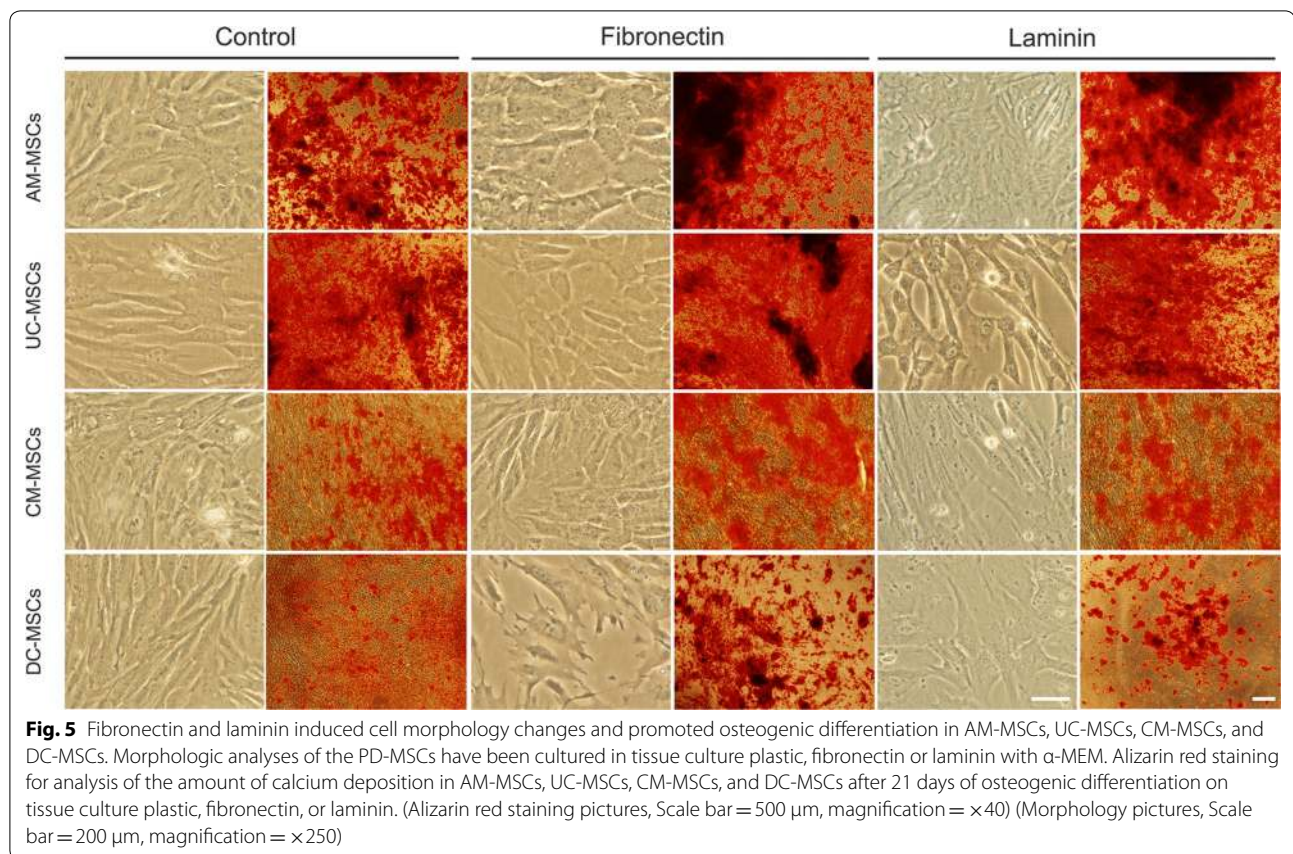 Control Fibronectin Laminin
AM-MSCs
UC-MSCs
CM-MSCs
DC-MSCs
Fig. 5 Fibronectin and laminin induced cell morphology changes and promoted osteogenic differentiation in AM-MSCs, UC-MSCs, CM-MSCs, and
DC-MSCs. Morphologic analyses of the PD-MSCs have been cultured in tissue culture plastic, fibronectin or laminin with α-MEM. Alizarin red staining
for analysis of the amount of calcium deposition in AM-MSCs, UC-MSCs, CM-MSCs, and DC-MSCs after 21 days of osteogenic differentiation on
tissue culture plastic, fibronectin, or laminin. (Alizarin red staining pictures, Scale bar = 500 μm, magnification = ×40) (Morphology pictures, Scale
bar = 200 μm, magnification = ×250)